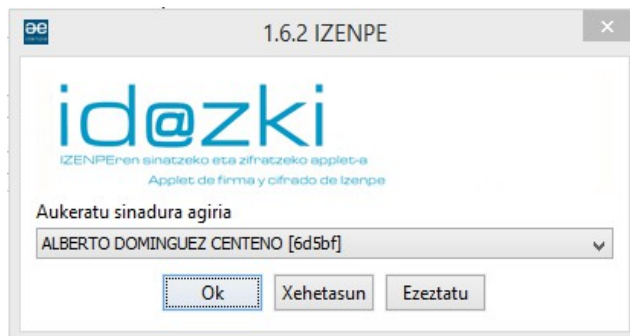 1.6.2 IZENPE
id@zki
IZENPEren sinatzeko eta zifratzeko applet-a
Applet de firma y cifrado de Izenpe
Aukeratu sinadura agiria
ALBERTO DOMINGUEZ CENTENO [6d5bf]
Ok Xehetasun Ezeztatu